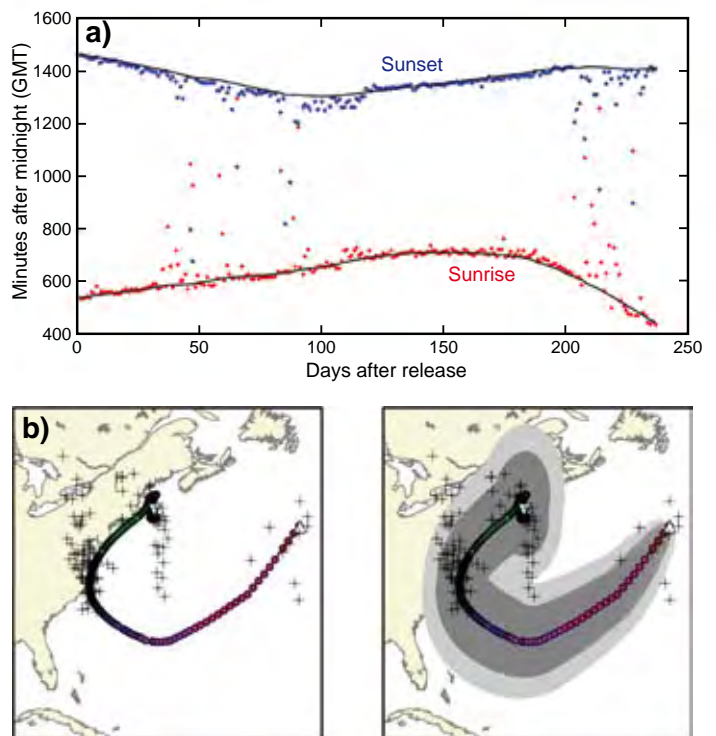 a)
1600
1400
1200
1000
800
600
400
Minutes after midnight (GMT)
Sunset
Sunrise
0
50
100
150
200
250
Days after release
b)